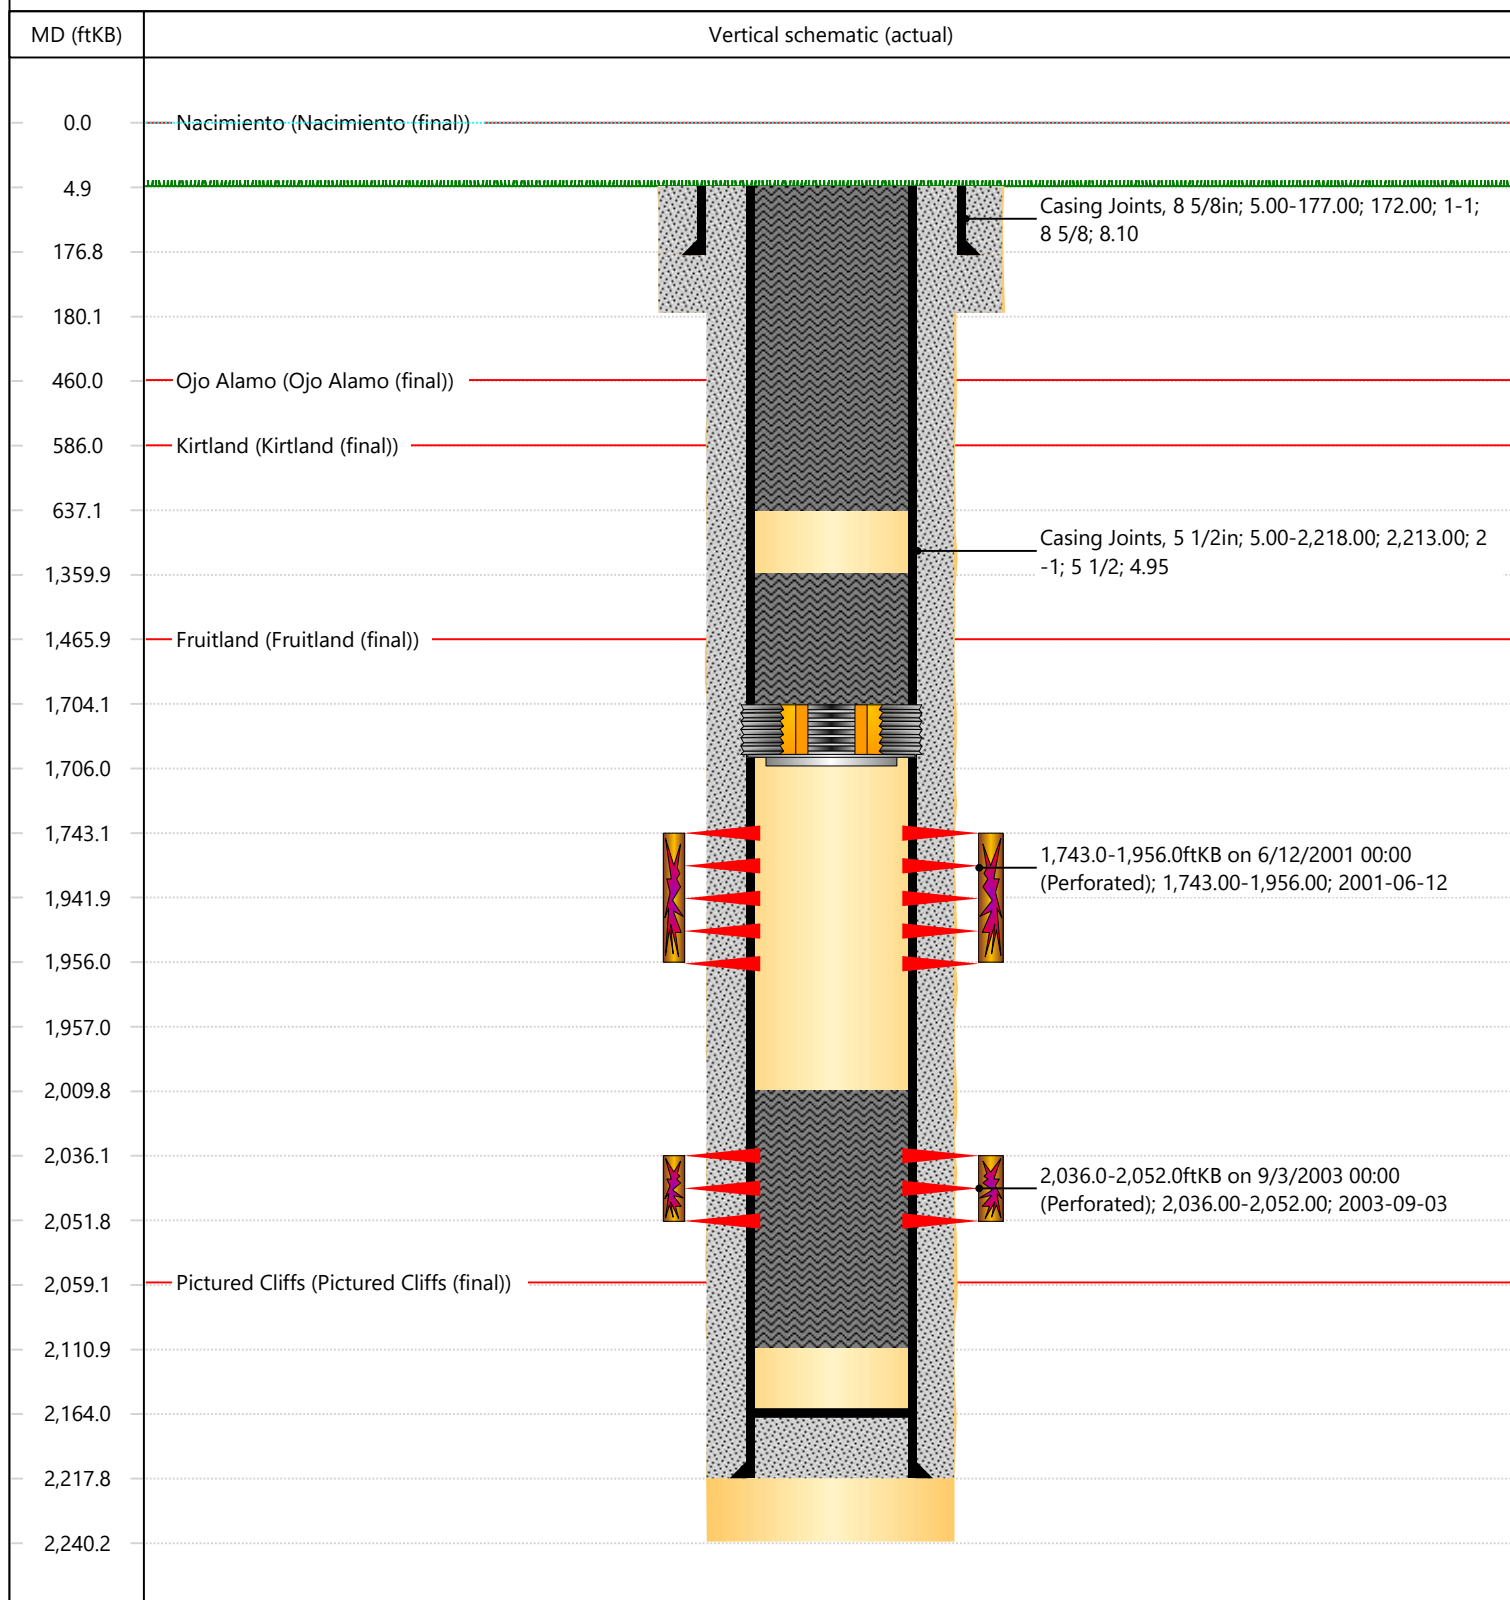 MD (ftKB)
Vertical schematic (actual)
0.0
Nacimiento (Nacimiento (final))
4.9
Casing Joints, 8 5/8in; 5.00-177.00; 172.00; 1-1;
8 5/8; 8.10
176.8
180.1
460.0
Ojo Alamo (Ojo Alamo (final))
586.0
Kirtland (Kirtland (final))
637.1
Casing Joints, 5 1/2in; 5.00-2,218.00; 2,213.00; 2
-1; 5 1/2; 4.95
1,359.9
1,465.9
Fruitland (Fruitland (final))
1,704.1
1,706.0
1,743.1
1,743.0-1,956.0ftKB on 6/12/2001 00:00
(Perforated); 1,743.00-1,956.00; 2001-06-12
1,941.9
1,956.0
1,957.0
2,009.8
2,036.1
2,036.0-2,052.0ftKB on 9/3/2003 00:00
(Perforated); 2,036.00-2,052.00; 2003-09-03
2,051.8
2,059.1
Pictured Cliffs (Pictured Cliffs (final))
2,110.9
2,164.0
2,217.8
2,240.2